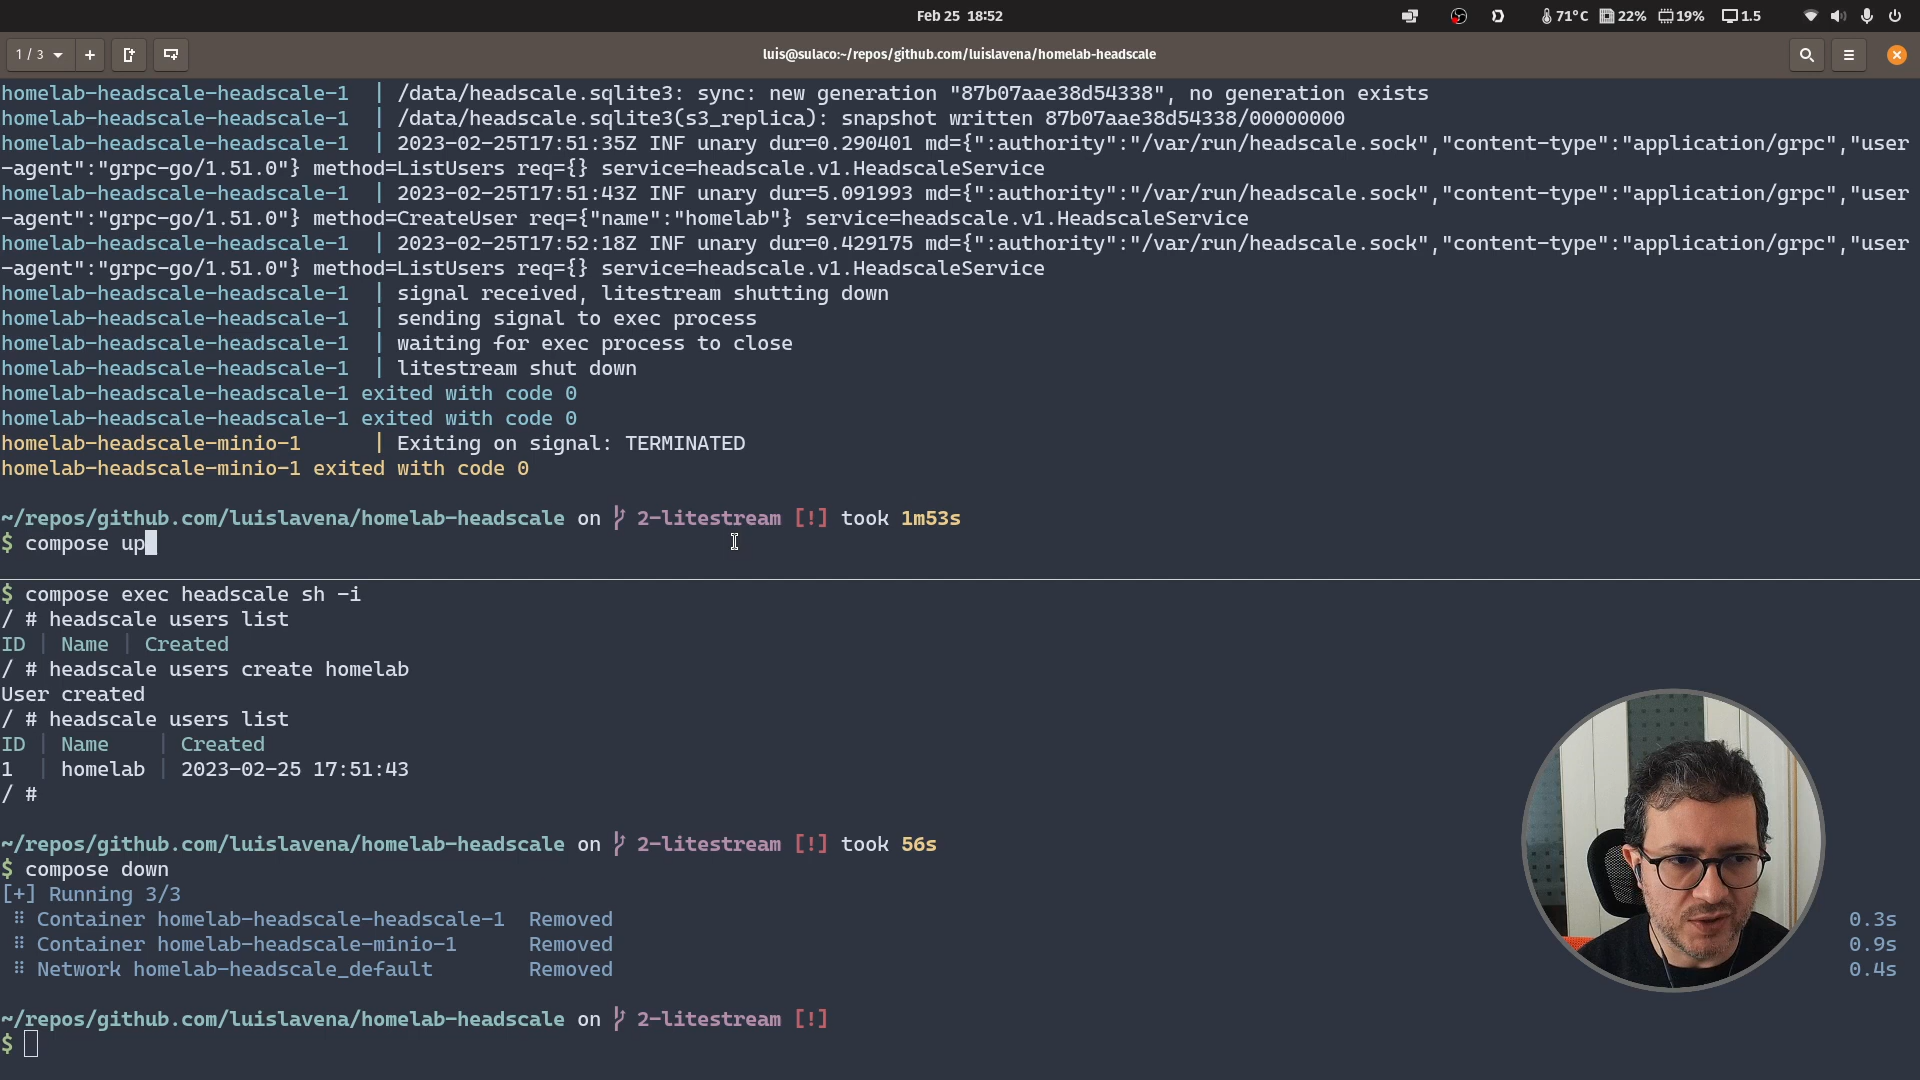 Feb 25 18:52
71°C 22% 19% 1.5
1 / 3
luis@sulaco:~/repos/github.com/luislavena/homelab-headscale
homelab-headscale-headscale-1 | /data/headscale.sqlite3: sync: new generation "87b07aae38d54338", no generation exists
homelab-headscale-headscale-1 | /data/headscale.sqlite3(s3_replica): snapshot written 87b07aae38d54338/00000000
homelab-headscale-headscale-1 | 2023-02-25T17:51:35Z INF unary dur=0.290401 md={":authority":"/var/run/headscale.sock","content-type":"application/grpc","user
-agent":"grpc-go/1.51.0"} method=ListUsers req={} service=headscale.v1.HeadscaleService
homelab-headscale-headscale-1 | 2023-02-25T17:51:43Z INF unary dur=5.091993 md={":authority":"/var/run/headscale.sock","content-type":"application/grpc","user
-agent":"grpc-go/1.51.0"} method=CreateUser req={"name":"homelab"} service=headscale.v1.HeadscaleService
homelab-headscale-headscale-1 | 2023-02-25T17:52:18Z INF unary dur=0.429175 md={":authority":"/var/run/headscale.sock","content-type":"application/grpc","user
-agent":"grpc-go/1.51.0"} method=ListUsers req={} service=headscale.v1.HeadscaleService
homelab-headscale-headscale-1 | signal received, litestream shutting down
homelab-headscale-headscale-1 | sending signal to exec process
homelab-headscale-headscale-1 | waiting for exec process to close
homelab-headscale-headscale-1 | litestream shut down
homelab-headscale-headscale-1 exited with code 0
homelab-headscale-headscale-1 exited with code 0
homelab-headscale-minio-1 | Exiting on signal: TERMINATED
homelab-headscale-minio-1 exited with code 0
~/repos/github.com/luislavena/homelab-headscale on 2-litestream [!] took 1m53s
$ compose up
$ compose exec headscale sh -i
/ # headscale users list
ID | Name | Created
/ # headscale users create homelab
User created
/ # headscale users list
ID | Name | Created
1 | homelab | 2023-02-25 17:51:43
/ #
~/repos/github.com/luislavena/homelab-headscale on 2-litestream [!] took 56s
$ compose down
[+] Running 3/3
⠿ Container homelab-headscale-headscale-1 Removed 0.3s
⠿ Container homelab-headscale-minio-1 Removed 0.9s
⠿ Network homelab-headscale_default Removed 0.4s
~/repos/github.com/luislavena/homelab-headscale on 2-litestream [!]
$